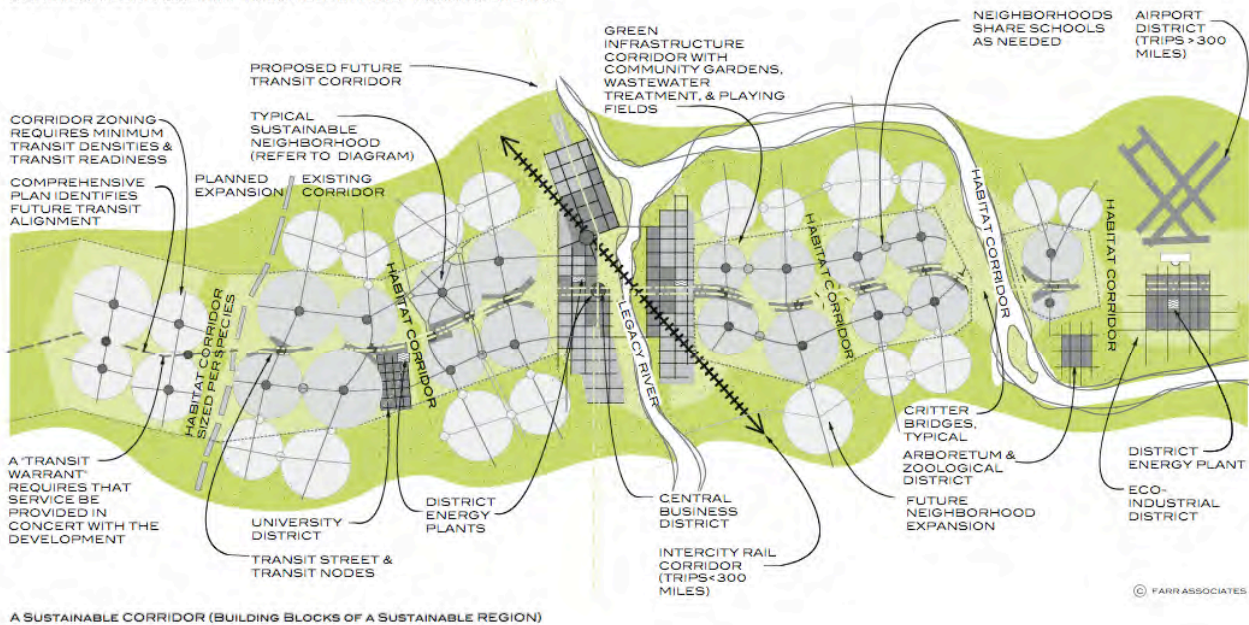 NEIGHBORHOODS
SHARE SCHOOLS
AS NEEDED
AIRPORT
DISTRICT
(TRIPS > 300
MILES)
GREEN
INFRASTRUCTURE
CORRIDOR WITH
COMMUNITY GARDENS,
WASTEWATER
TREATMENT, & PLAYING
FIELDS
PROPOSED FUTURE
TRANSIT CORRIDOR
CORRIDOR ZONING
REQUIRES MINIMUM
TRANSIT DENSITIES &
TRANSIT READINESS
TYPICAL
SUSTAINABLE
NEIGHBORHOOD
(REFER TO DIAGRAM)
COMPREHENSIVE
PLAN IDENTIFIES
FUTURE TRANSIT
ALIGNMENT
PLANNED
EXPANSION
EXISTING
CORRIDOR
HABITAT CORRIDOR
SIZED PER SPECIES
HABITAT CORRIDOR
LEGACY RIVER
HABITAT CORRIDOR
HABITAT CORRIDOR
HABITAT CORRIDOR
A "TRANSIT
WARRANT"
REQUIRES THAT
SERVICE BE
PROVIDED IN
CONCERT WITH THE
DEVELOPMENT
UNIVERSITY
DISTRICT
TRANSIT STREET &
TRANSIT NODES
DISTRICT
ENERGY
PLANTS
CENTRAL
BUSINESS
DISTRICT
INTERCITY RAIL
CORRIDOR
(TRIPS<300
MILES)
CRITTER
BRIDGES,
TYPICAL
ARBORETUM &
ZOOLOGICAL
DISTRICT
FUTURE
NEIGHBORHOOD
EXPANSION
DISTRICT
ENERGY PLANT
ECO-
INDUSTRIAL
DISTRICT
© FARR ASSOCIATES
A SUSTAINABLE CORRIDOR (BUILDING BLOCKS OF A SUSTAINABLE REGION)